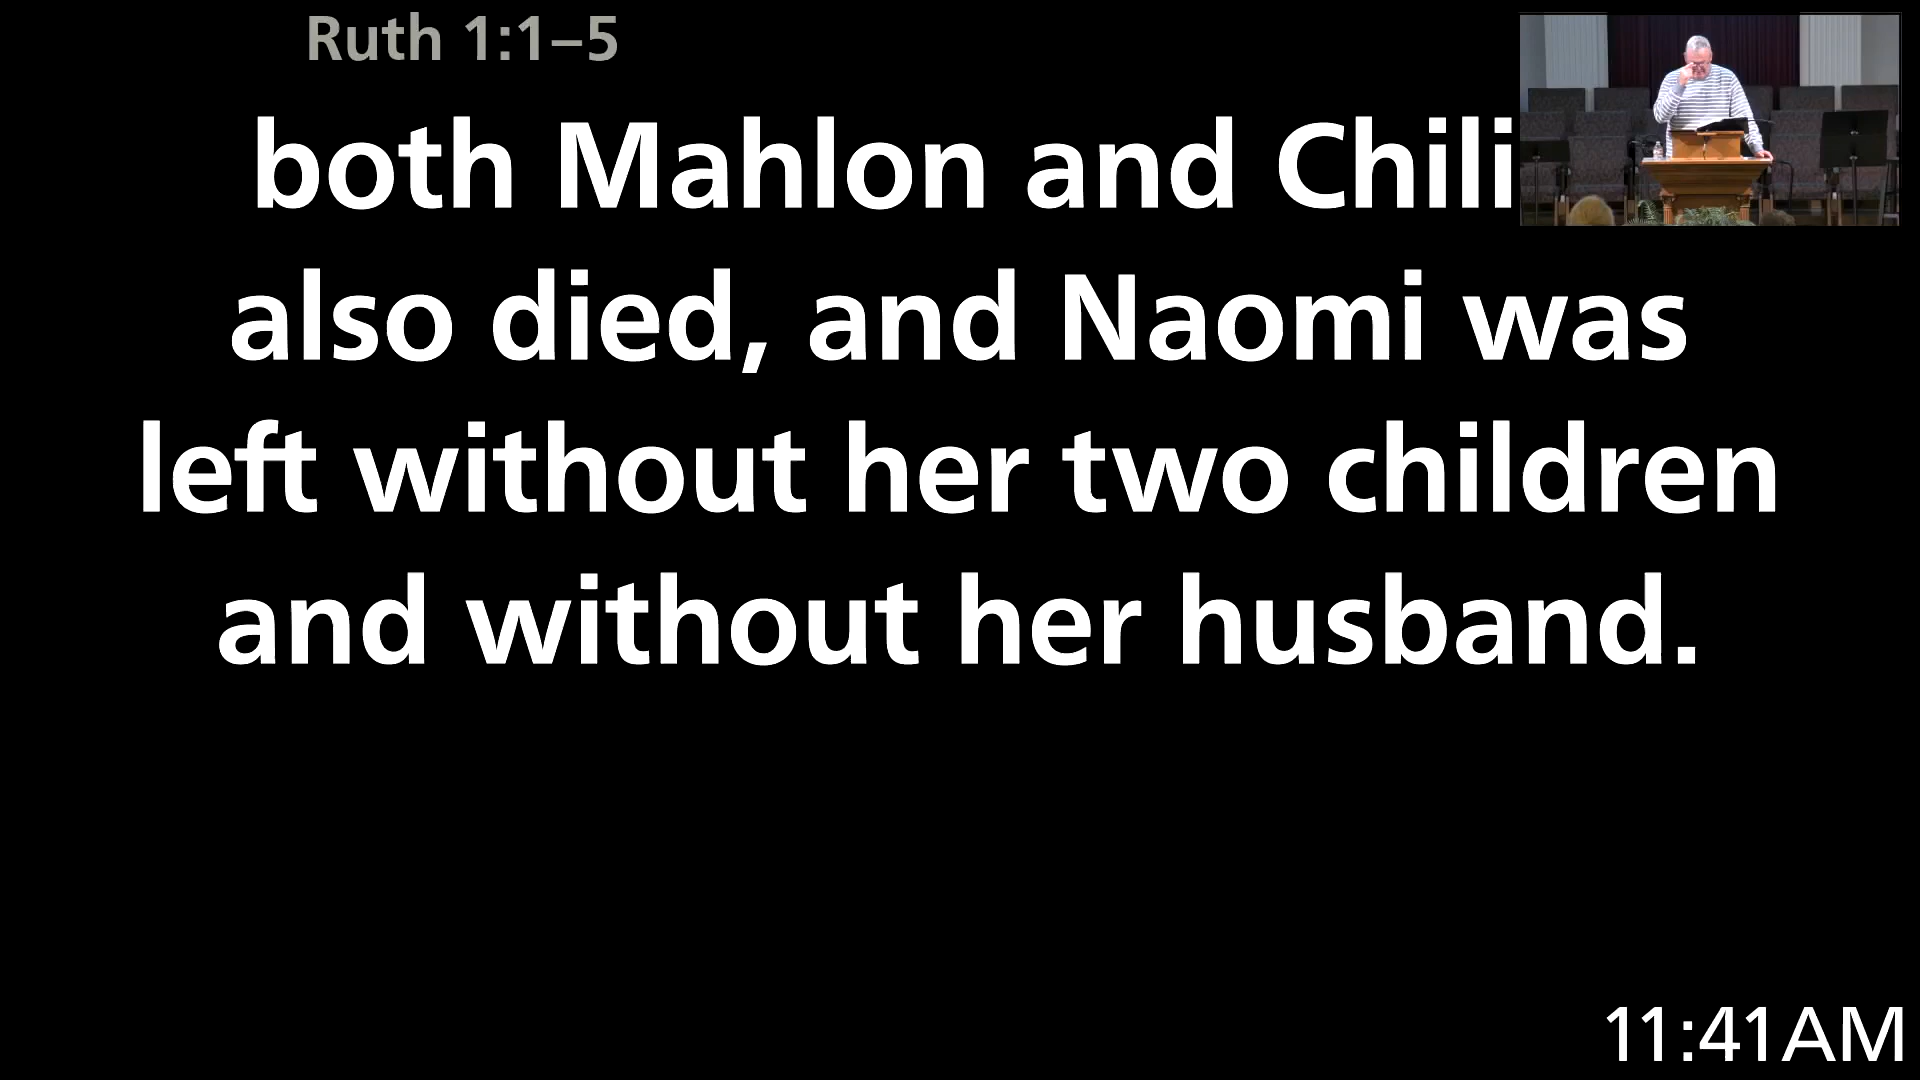 Ruth 1:1–5
both Mahlon and Chili
also died, and Naomi was
left without her two children
and without her husband.
11:41AM